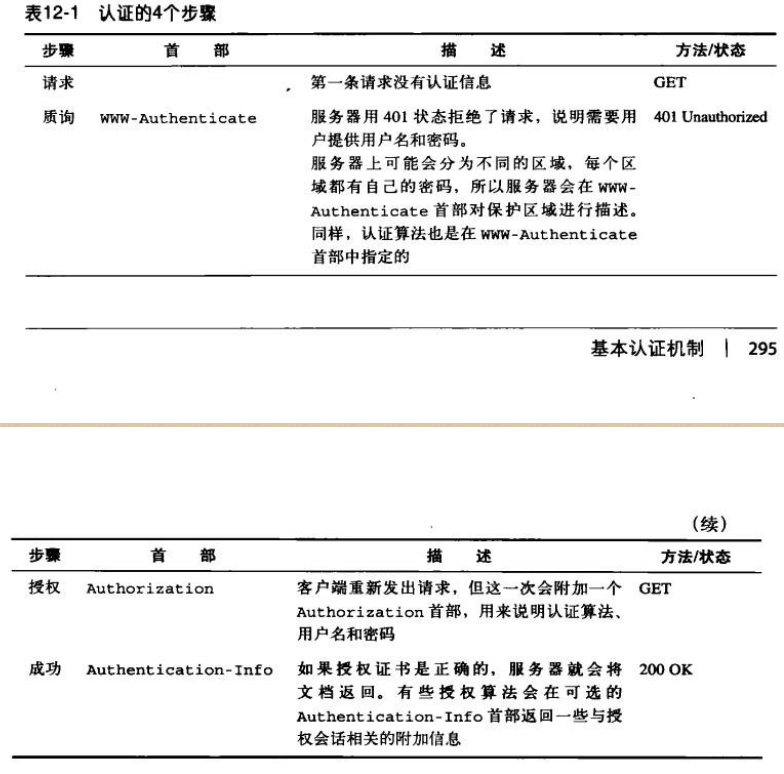 表12-1 认证的4个步骤
步骤 首 部 描 述 方法/状态
请求 第一条请求没有认证信息 GET
质询 WWW-Authenticate 服务器用 401 状态拒绝了请求，说明需要用 401 Unauthorized
户提供用户名和密码。
服务器上可能会分为不同的区域，每个区
域都有自己的密码，所以服务器会在 WWW-
Authenticate 首部对保护区域进行描述。
同样，认证算法也是在 WWW-Authenticate
首部中指定的
基本认证机制 | 295
（续）
步骤 首 部 描 述 方法/状态
授权 Authorization 客户端重新发出请求，但这一次会附加一个 GET
Authorization 首部，用来说明认证算法、
用户名和密码
成功 Authentication-Info 如果授权证书是正确的，服务器就会将 200 OK
文档返回。有些授权算法会在可选的
Authentication-Info 首部返回一些与授
权会话相关的附加信息